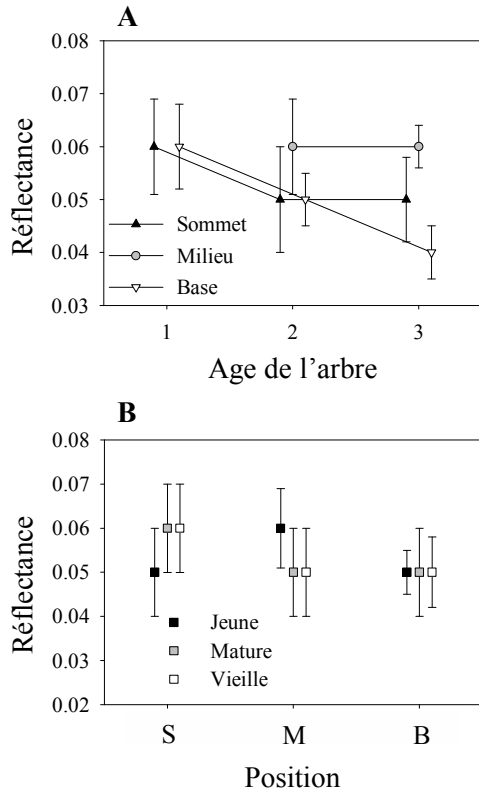 A
0.08
0.07
0.06
0.05
0.04
0.03
Réflectance
Sommet
Milieu
Base
1 2 3
Age de l’arbre
B
0.08
0.07
0.06
0.05
0.04
0.03
0.02
Réflectance
Jeune
Mature
Vieille
S M B
Position